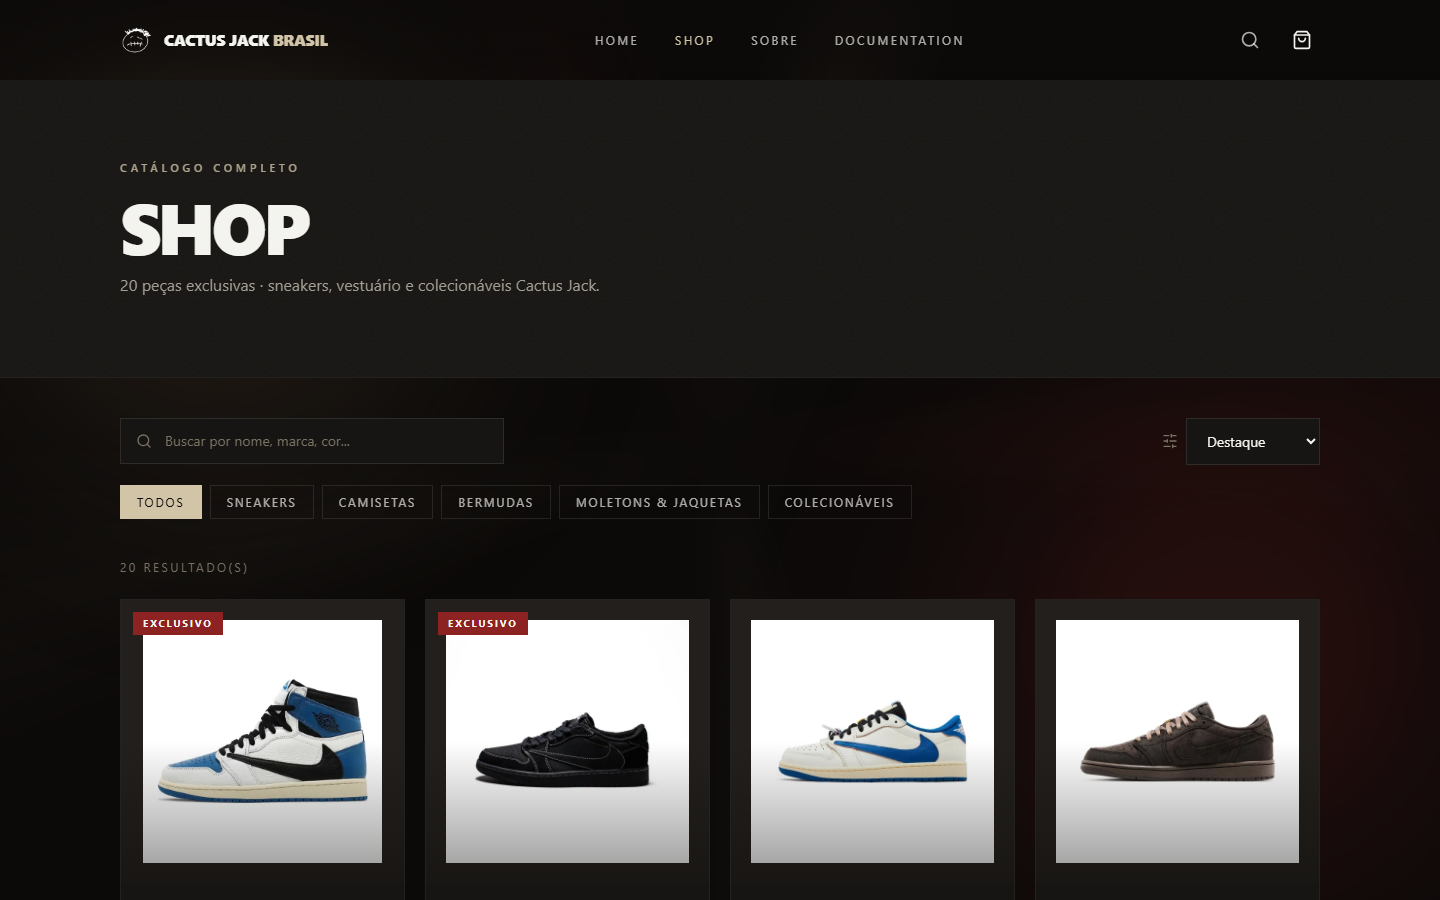 CACTUS JACK BRASIL
HOME SHOP SOBRE DOCUMENTATION
CATÁLOGO COMPLETO
SHOP
20 peças exclusivas · sneakers, vestuário e colecionáveis Cactus Jack.
Buscar por nome, marca, cor...
Destaque
TODOS SNEAKERS CAMISETAS BERMUDAS MOLETONS & JAQUETAS COLECIONÁVEIS
20 RESULTADO(S)
EXCLUSIVO EXCLUSIVO